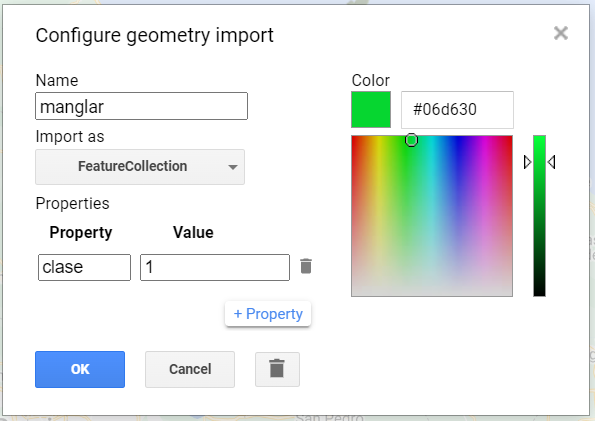 Configure geometry import
Name
manglar
Import as
FeatureCollection
Properties
Property Value
clase 1
+ Property
OK Cancel
Color
#06d630
San Pedro